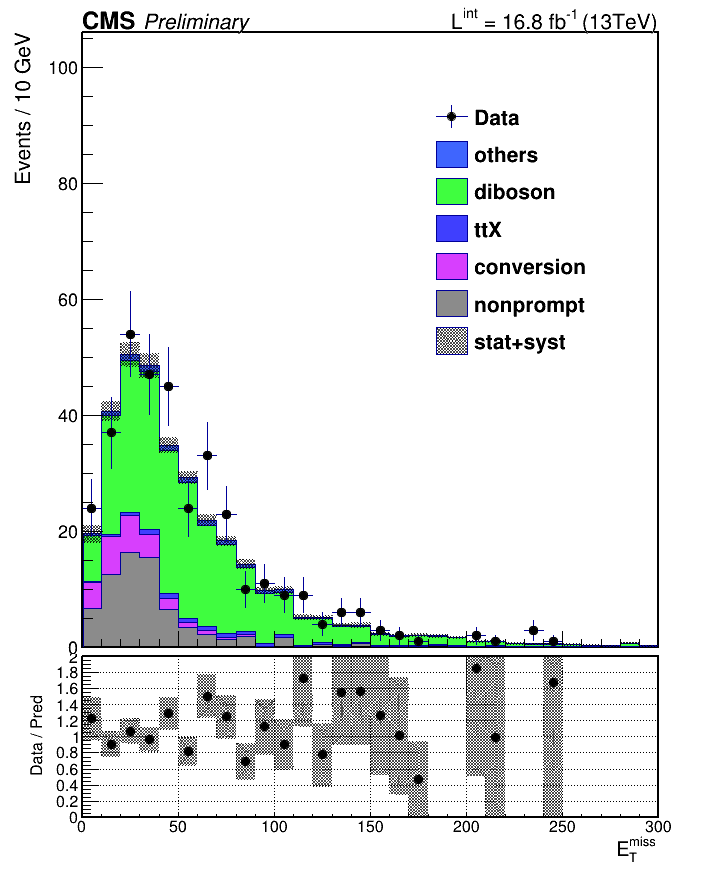 CMS Preliminary L^int = 16.8 fb^-1 (13TeV)
Events / 10 GeV
100
80
60
40
20
0
Data
others
diboson
ttX
conversion
nonprompt
stat+syst
Data / Pred
2
1.8
1.6
1.4
1.2
1
0.8
0.6
0.4
0.2
0
0 50 100 150 200 250 300
E_T^miss